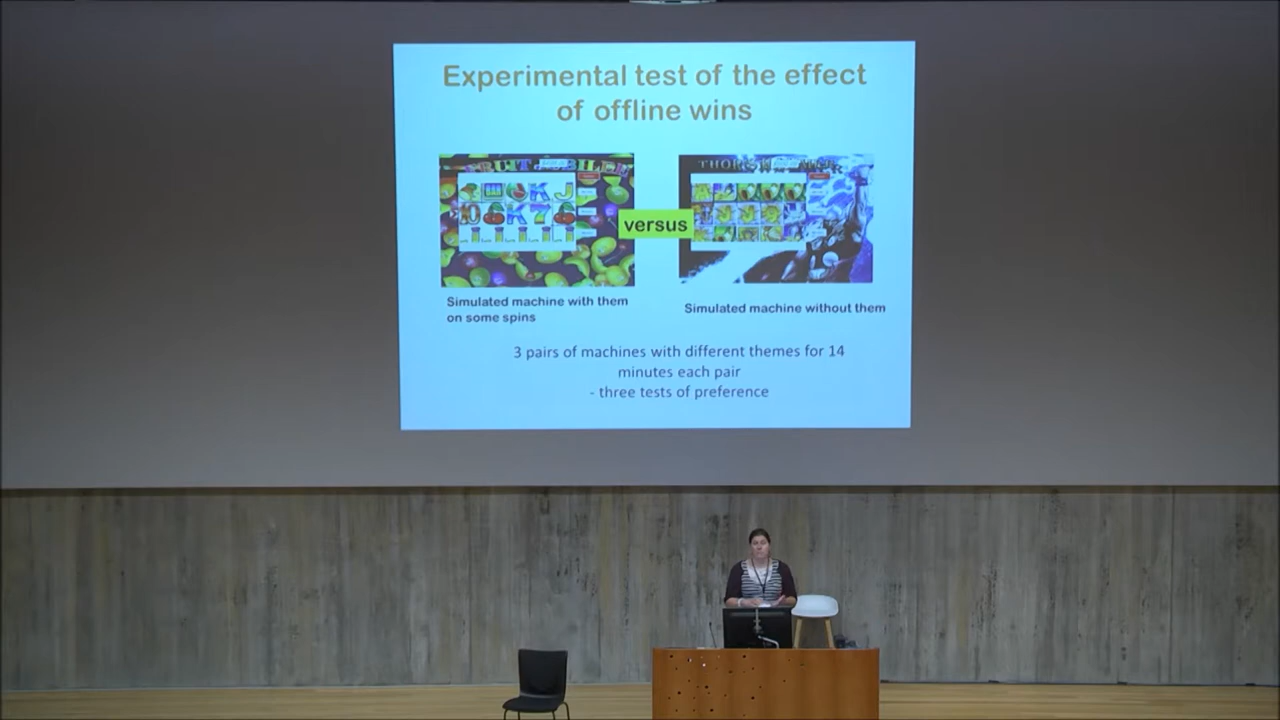 Experimental test of the effect
of offline wins
versus
Simulated machine with them
on some spins
Simulated machine without them
3 pairs of machines with different themes for 14
minutes each pair
- three tests of preference